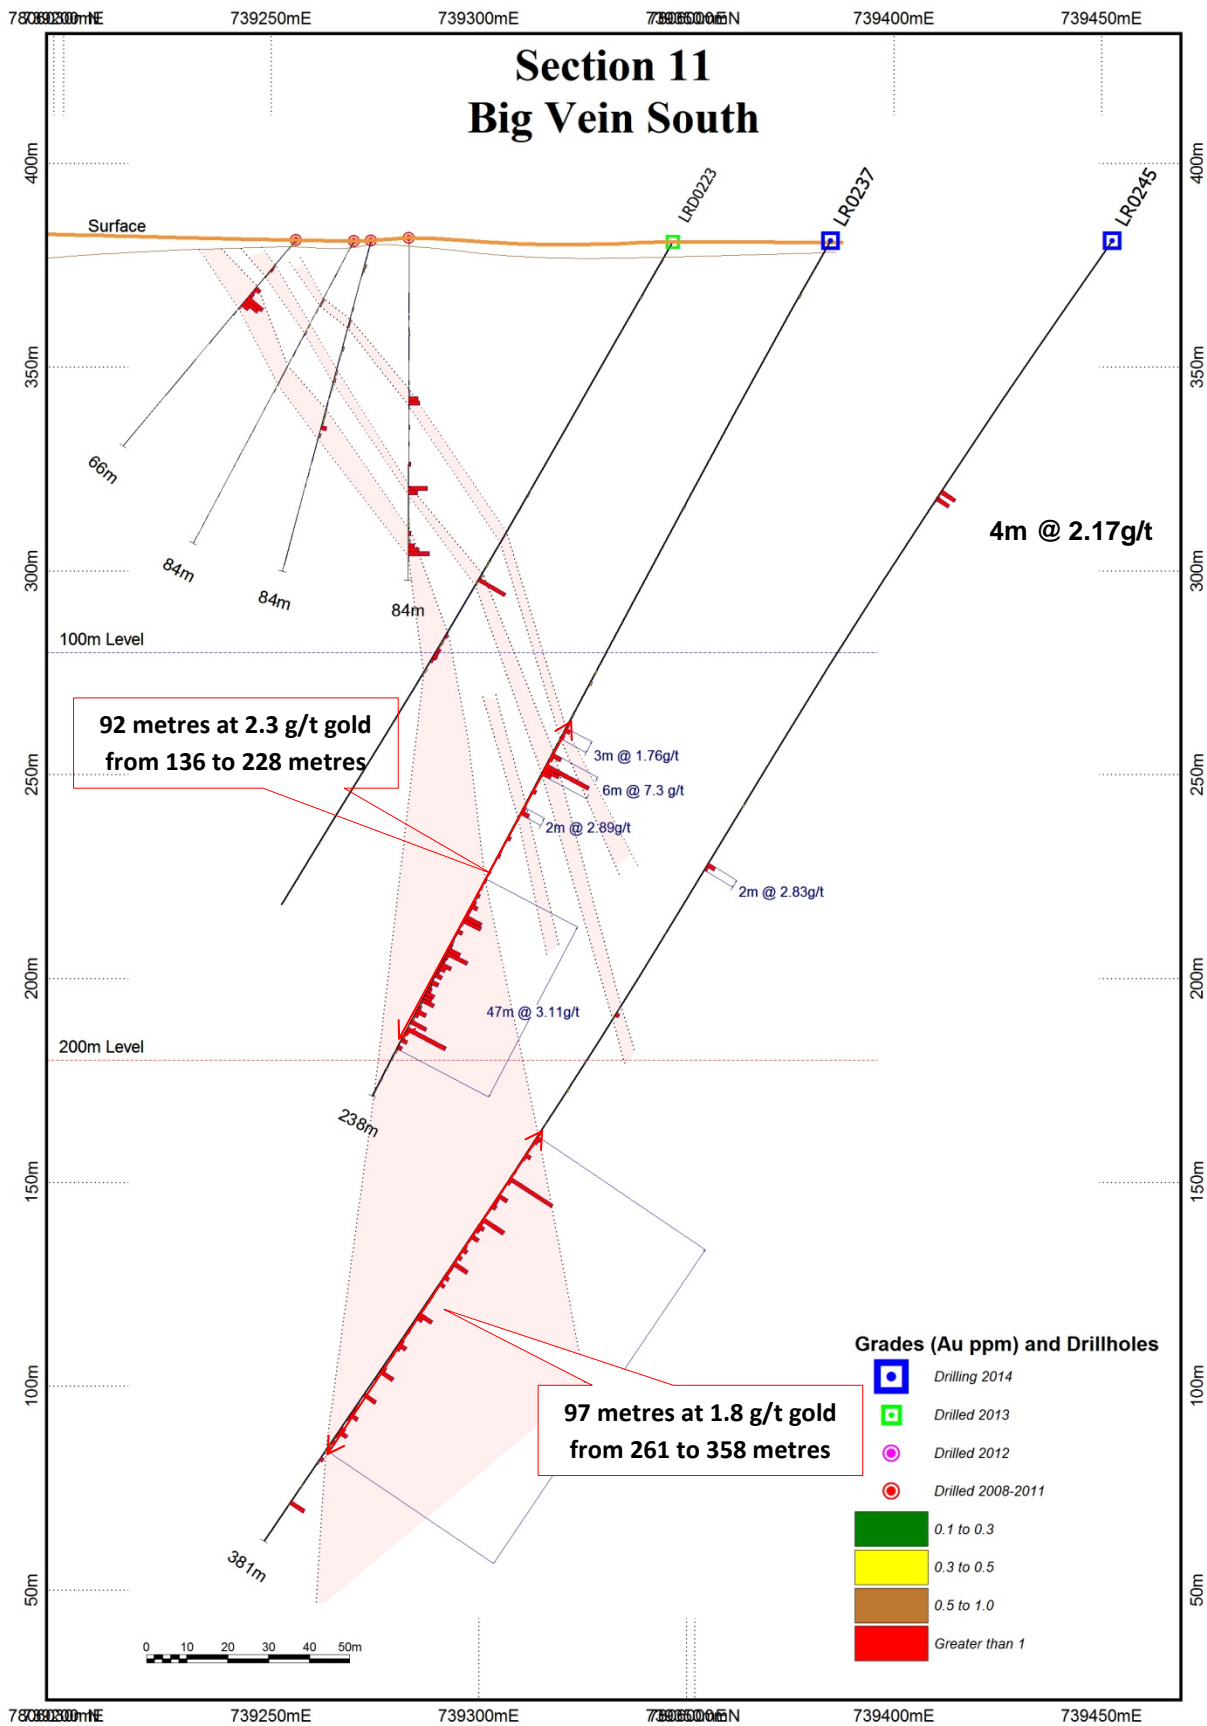 739250mE
739300mE
739400mE
739450mE
Section 11
Big Vein South
400m
400m
LRD0223
LR0237
LR0245
Surface
350m
350m
66m
84m
84m
84m
4m @ 2.17g/t
300m
300m
100m Level
92 metres at 2.3 g/t gold
from 136 to 228 metres
250m
250m
3m @ 1.76g/t
6m @ 7.3 g/t
2m @ 2.89g/t
2m @ 2.83g/t
200m
200m
47m @ 3.11g/t
200m Level
238m
150m
150m
100m
100m
97 metres at 1.8 g/t gold
from 261 to 358 metres
Grades (Au ppm) and Drillholes
Drilling 2014
Drilled 2013
Drilled 2012
Drilled 2008-2011
0.1 to 0.3
0.3 to 0.5
0.5 to 1.0
Greater than 1
381m
50m
50m
0 10 20 30 40 50m
739250mE
739300mE
739400mE
739450mE